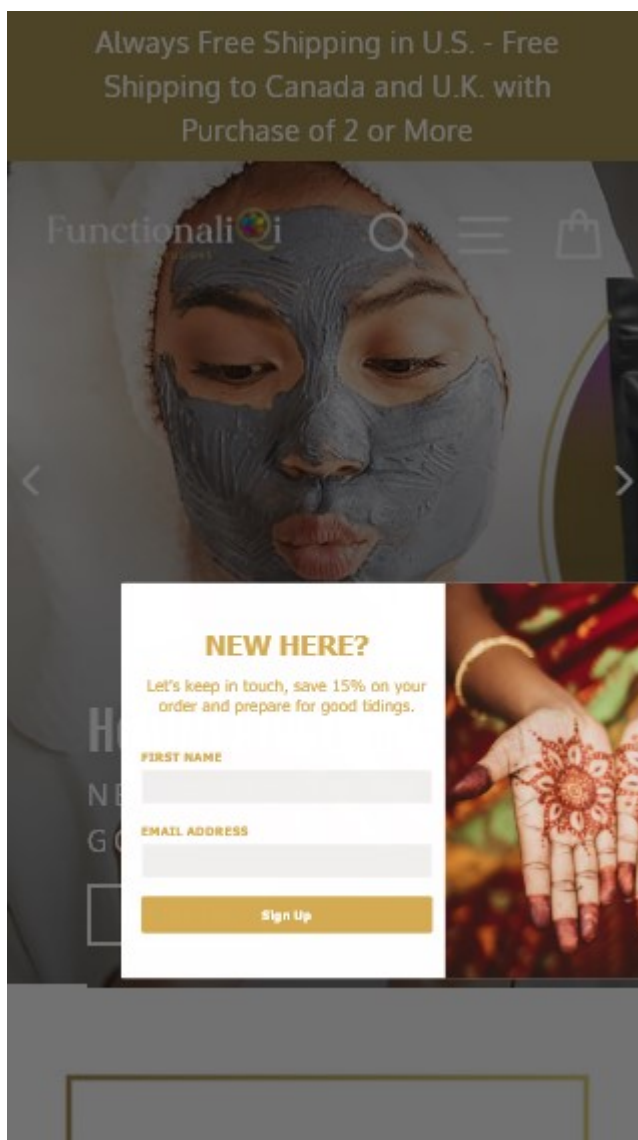 Always Free Shipping in U.S. - Free
Shipping to Canada and U.K. with
Purchase of 2 or More
FunctionaliQi
NEW HERE?
Let's keep in touch, save 15% on your
order and prepare for good tidings.
FIRST NAME
H
NE
EMAIL ADDRESS
GO
Sign Up